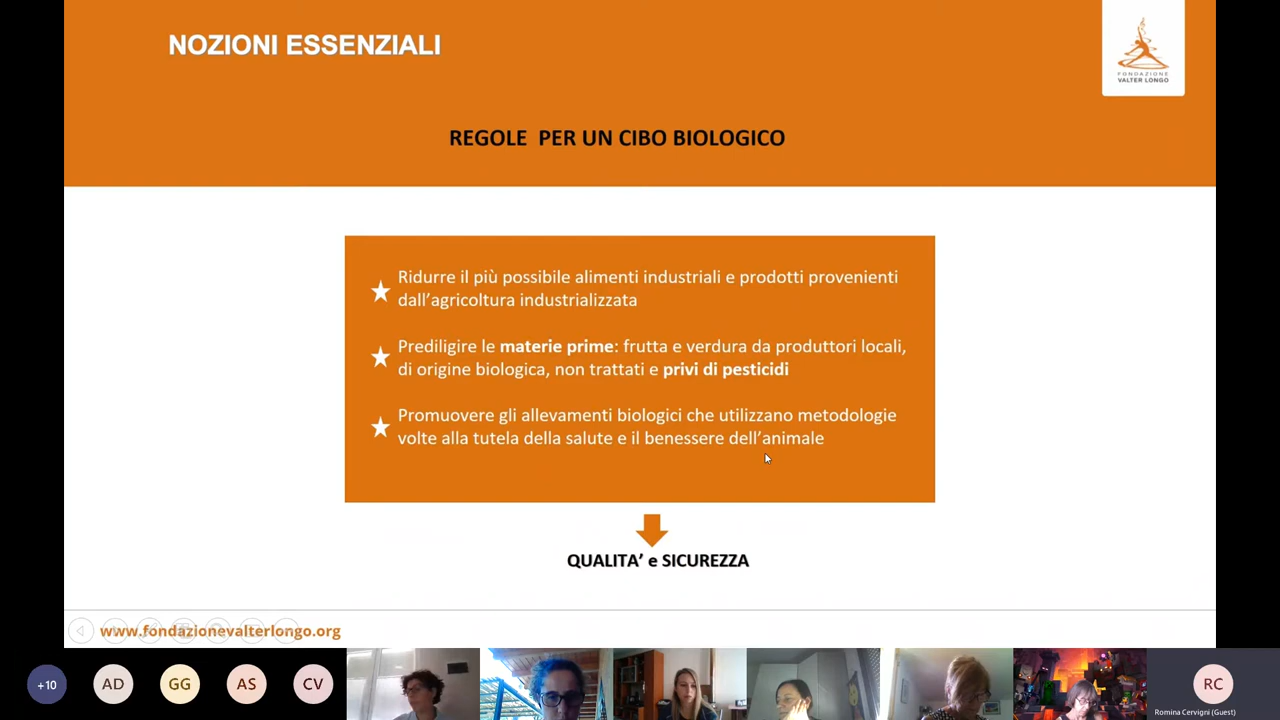 NOZIONI ESSENZIALI
FONDAZIONE
VALTER LONGO
REGOLE PER UN CIBO BIOLOGICO
Ridurre il più possibile alimenti industriali e prodotti provenienti
dall'agricoltura industrializzata
Prediligire le materie prime: frutta e verdura da produttori locali,
di origine biologica, non trattati e privi di pesticidi
Promuovere gli allevamenti biologici che utilizzano metodologie
volte alla tutela della salute e il benessere dell'animale
QUALITA' e SICUREZZA
www.fondazionevalterlongo.org
+10
AD
GG
AS
CV
RC
Romina Cervigni (Guest)